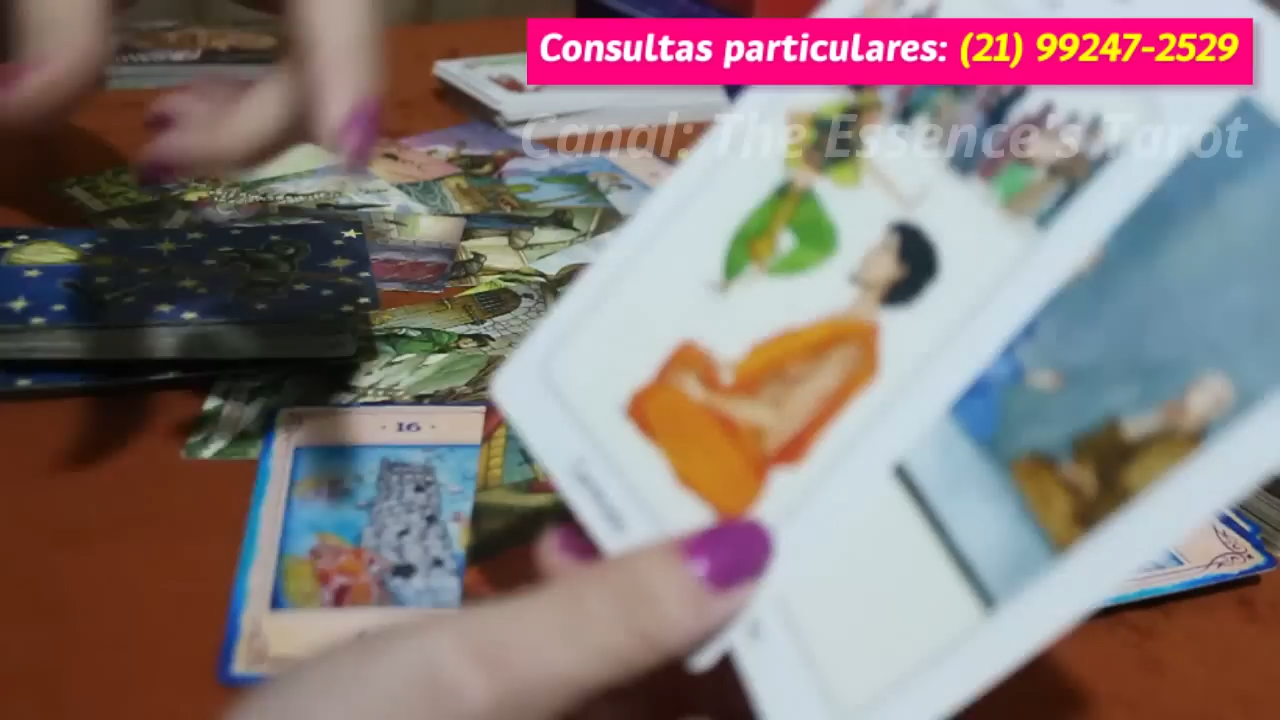 Consultas particulares: (21) 99247-2529
Canal: The Essence's Tarot
· 16 ·